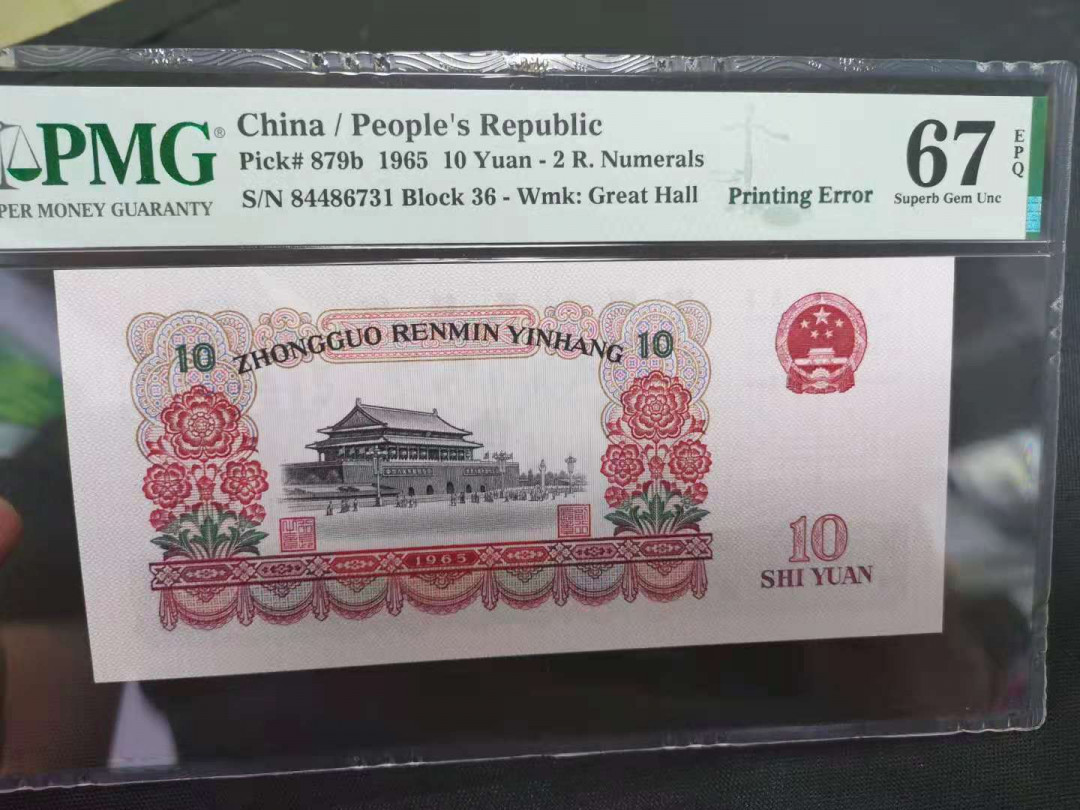 PMG®
PER MONEY GUARANTY
China / People's Republic
Pick# 879b 1965 10 Yuan - 2 R. Numerals
S/N 84486731 Block 36 - Wmk: Great Hall
Printing Error
67
EPQ
Superb Gem Unc
10 ZHONGGUO RENMIN YINHANG 10
1965
10
SHI YUAN